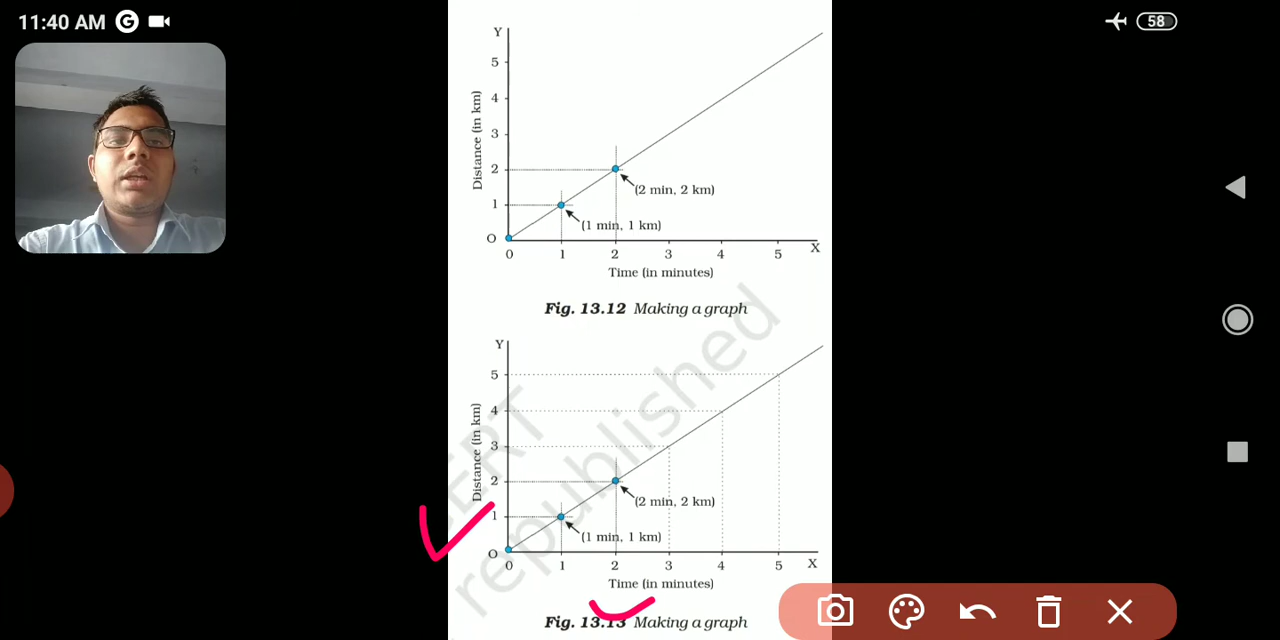 11:40 AM G
58
Y
5
4
3
2
1
O
Distance (in km)
(2 min, 2 km)
(1 min, 1 km)
0 1 2 3 4 5 X
Time (in minutes)
Fig. 13.12 Making a graph
Y
5
4
3
2
1
O
Distance (in km)
(2 min, 2 km)
(1 min, 1 km)
0 1 2 3 4 5 X
Time (in minutes)
Fig. 13.13 Making a graph
republished